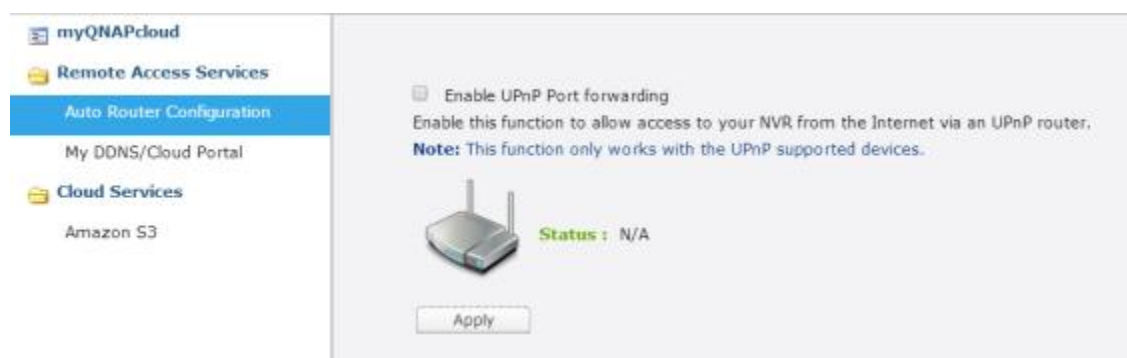 myQNAPcloud
Remote Access Services
Auto Router Configuration
My DDNS/Cloud Portal
Cloud Services
Amazon S3
Enable UPnP Port forwarding
Enable this function to allow access to your NVR from the Internet via an UPnP router.
Note: This function only works with the UPnP supported devices.
Status : N/A
Apply